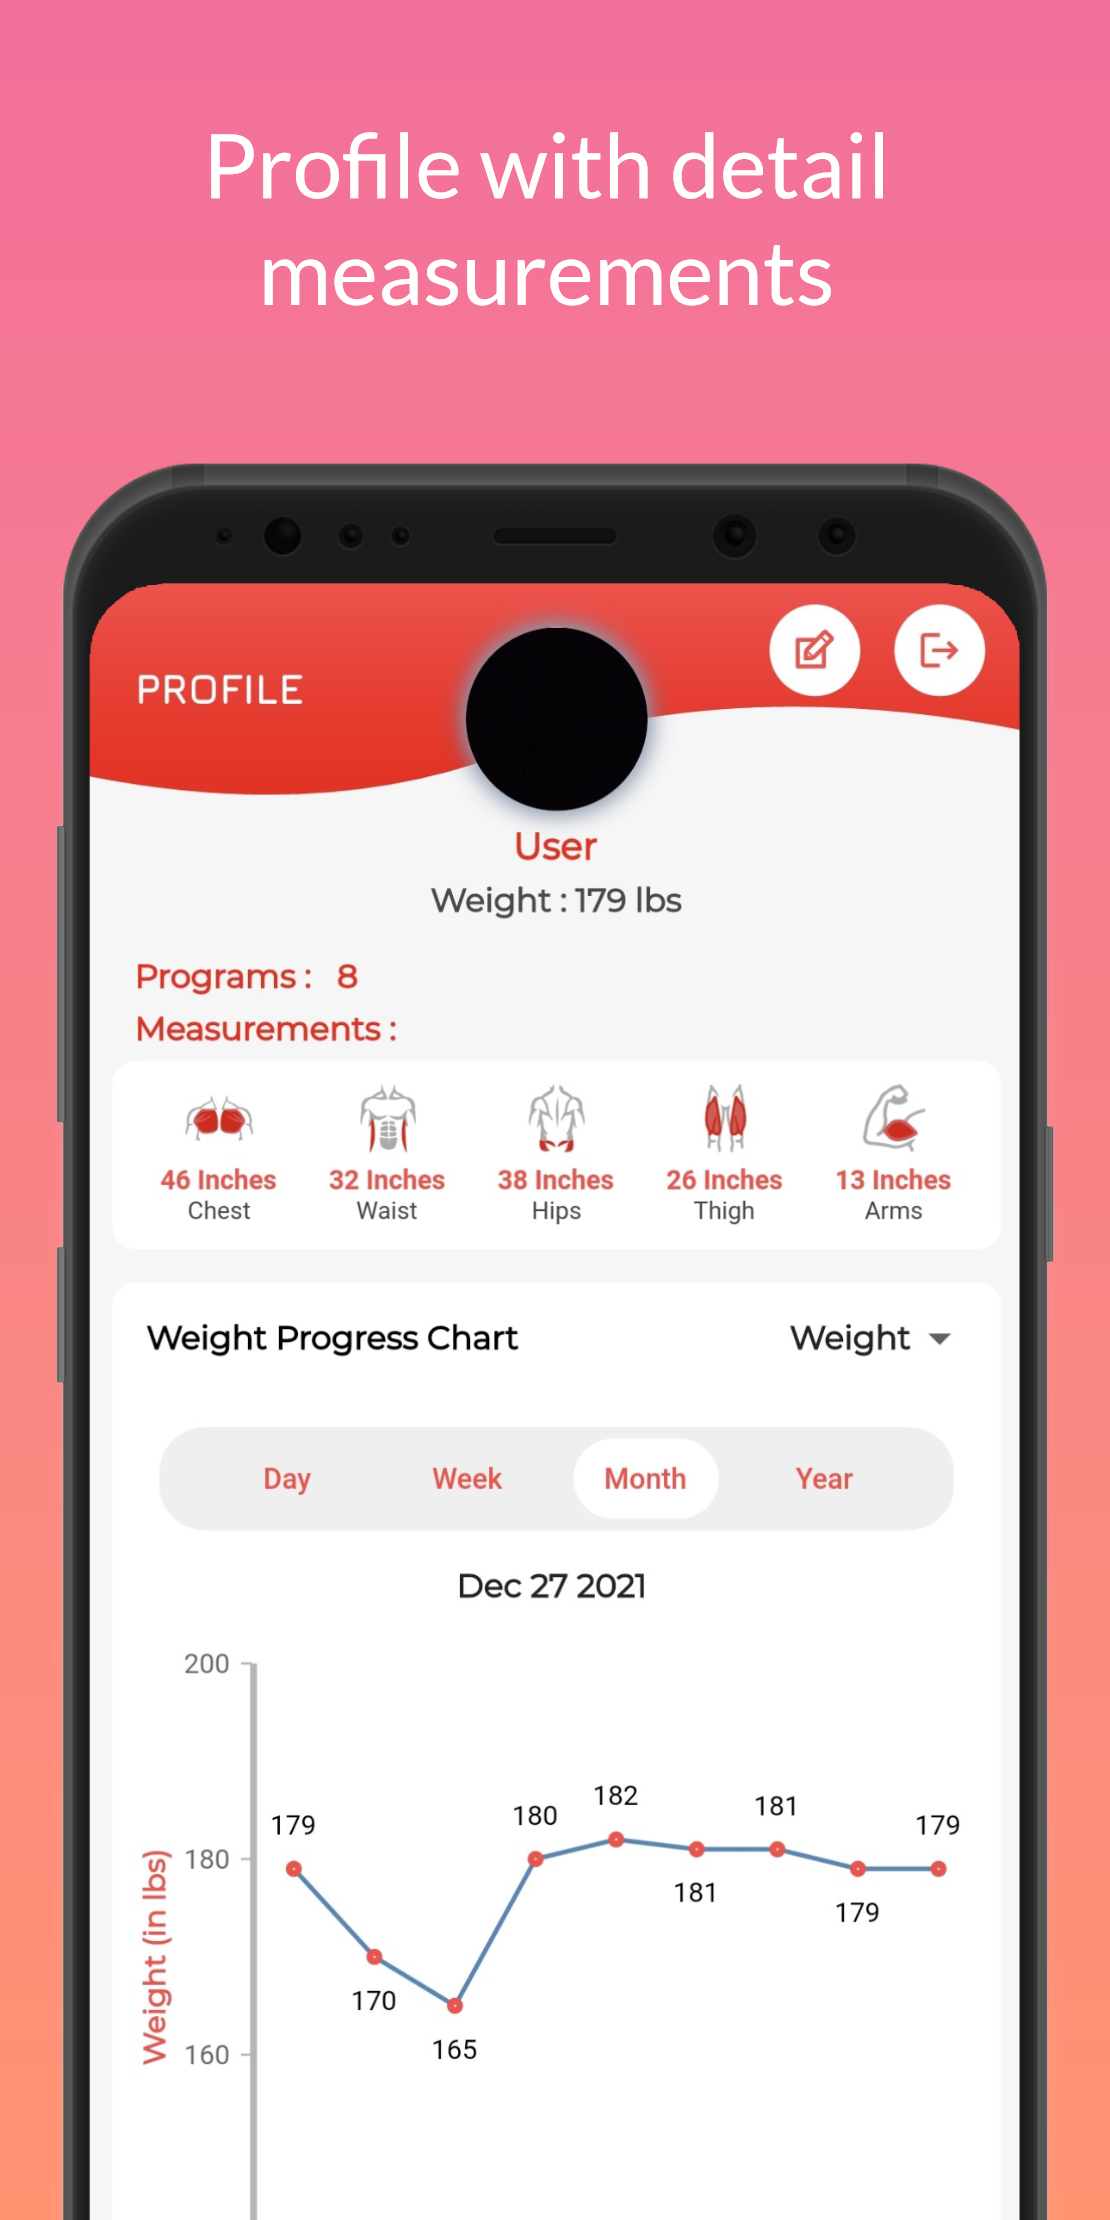 Profile with detail
measurements
PROFILE
User
Weight : 179 lbs
Programs : 8
Measurements :
46 Inches 32 Inches 38 Inches 26 Inches 13 Inches
Chest Waist Hips Thigh Arms
Weight Progress Chart Weight
Day Week Month Year
Dec 27 2021
200
182
181
180
179 179
180
181
179
170
165
160
Weight (in lbs)